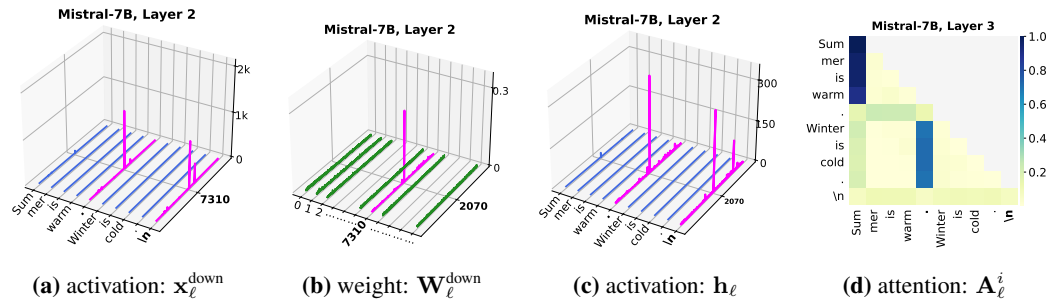 Mistral-7B, Layer 2
2k
1k
0
7310
Sum
mer
is
warm
.
Winter
is
cold
.
\n
(a) activation: x_ℓ^down
Mistral-7B, Layer 2
0.3
0
2070
0
1
2
........
7310
............
(b) weight: W_ℓ^down
Mistral-7B, Layer 2
300
150
0
2070
Sum
mer
is
warm
.
Winter
is
cold
.
\n
(c) activation: h_ℓ
Mistral-7B, Layer 3
Sum
mer
is
warm
.
Winter
is
cold
.
\n
Sum
mer
is
warm
.
Winter
is
cold
.
\n
1.0
0.8
0.6
0.4
0.2
(d) attention: A_ℓ^i